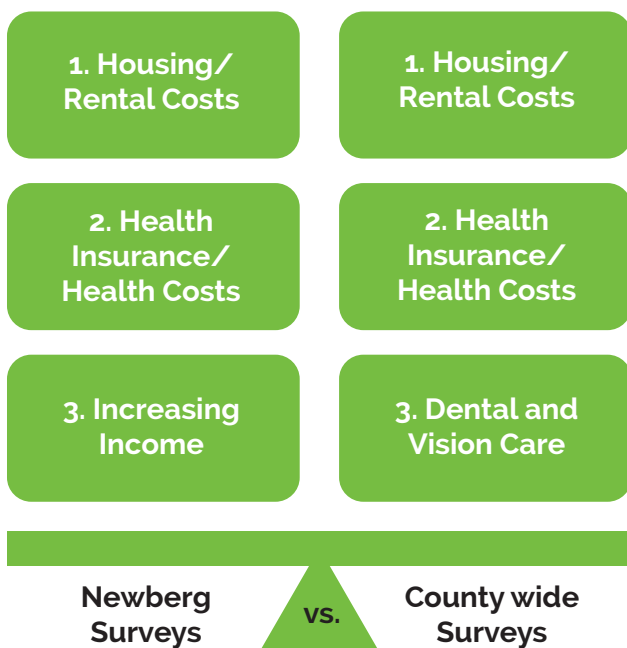 1. Housing/
Rental Costs
1. Housing/
Rental Costs
2. Health
Insurance/
Health Costs
2. Health
Insurance/
Health Costs
3. Increasing
Income
3. Dental and
Vision Care
Newberg
Surveys
vs.
County wide
Surveys